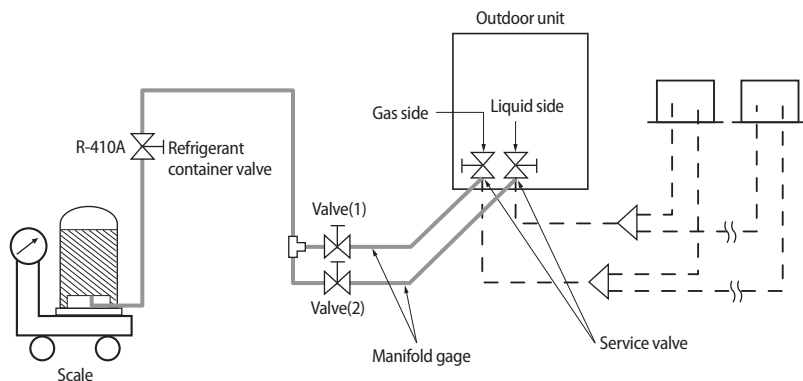 Outdoor unit
Gas side
Liquid side
R-410A
Refrigerant
container valve
Valve(1)
Valve(2)
Manifold gage
Service valve
Scale